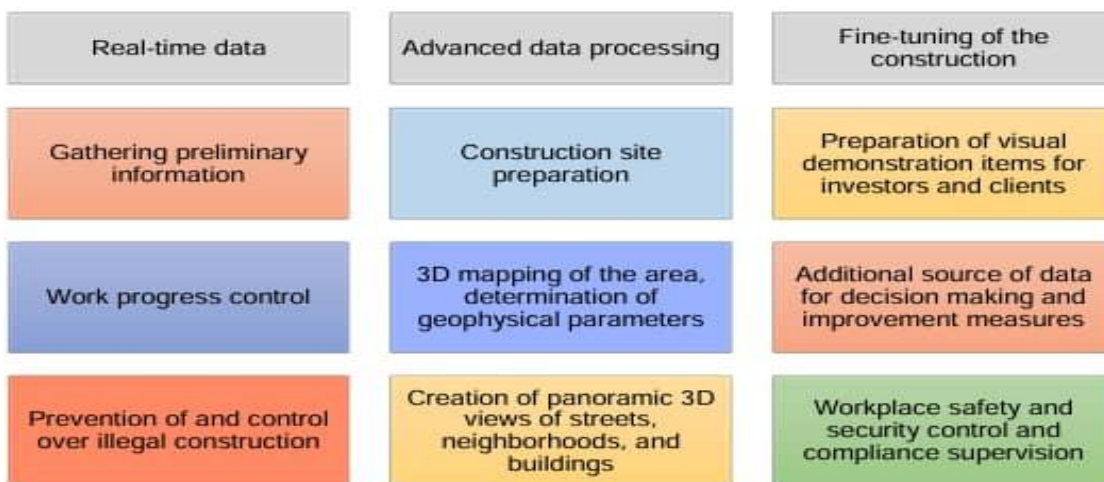 Real-time data
Advanced data processing
Fine-tuning of the
construction
Gathering preliminary
information
Construction site
preparation
Preparation of visual
demonstration items for
investors and clients
Work progress control
3D mapping of the area,
determination of
geophysical parameters
Additional source of data
for decision making and
improvement measures
Prevention of and control
over illegal construction
Creation of panoramic 3D
views of streets,
neighborhoods, and
buildings
Workplace safety and
security control and
compliance supervision